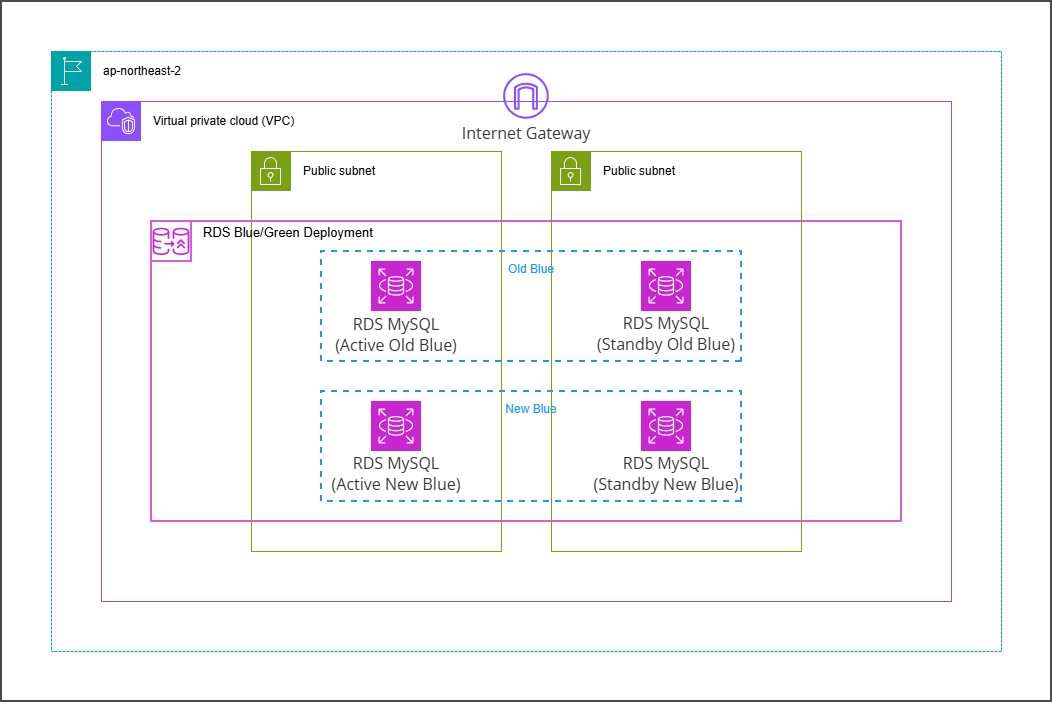 ap-northeast-2
Virtual private cloud (VPC)
Internet Gateway
Public subnet
Public subnet
RDS Blue/Green Deployment
Old Blue
RDS MySQL
(Active Old Blue)
RDS MySQL
(Standby Old Blue)
New Blue
RDS MySQL
(Active New Blue)
RDS MySQL
(Standby New Blue)